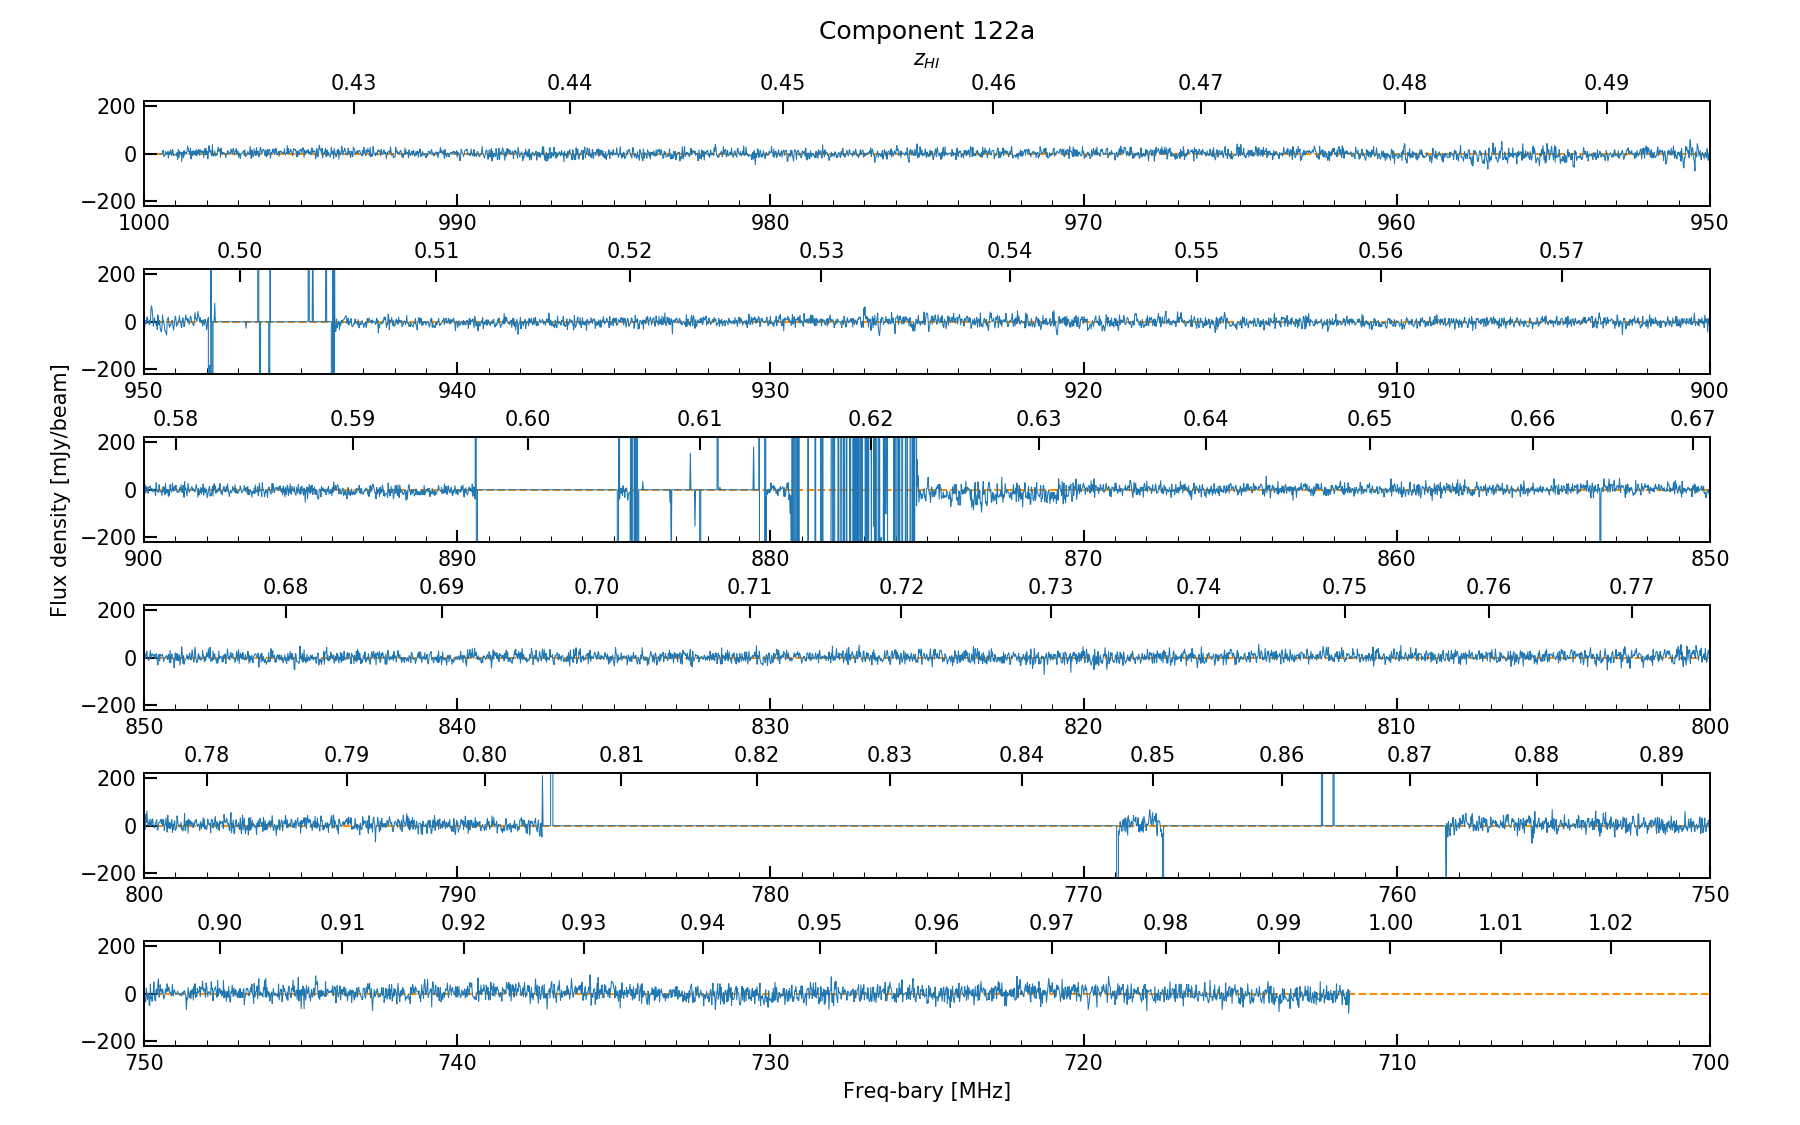 Component 122a
z_HI
0.43 0.44 0.45 0.46 0.47 0.48 0.49
200
0
−200
1000 990 980 970 960 950
0.50 0.51 0.52 0.53 0.54 0.55 0.56 0.57
200
0
−200
950 940 930 920 910 900
0.58 0.59 0.60 0.61 0.62 0.63 0.64 0.65 0.66 0.67
200
0
−200
900 890 880 870 860 850
Flux density [mJy/beam]
0.68 0.69 0.70 0.71 0.72 0.73 0.74 0.75 0.76 0.77
200
0
−200
850 840 830 820 810 800
0.78 0.79 0.80 0.81 0.82 0.83 0.84 0.85 0.86 0.87 0.88 0.89
200
0
−200
800 790 780 770 760 750
0.90 0.91 0.92 0.93 0.94 0.95 0.96 0.97 0.98 0.99 1.00 1.01 1.02
200
0
−200
750 740 730 720 710 700
Freq-bary [MHz]